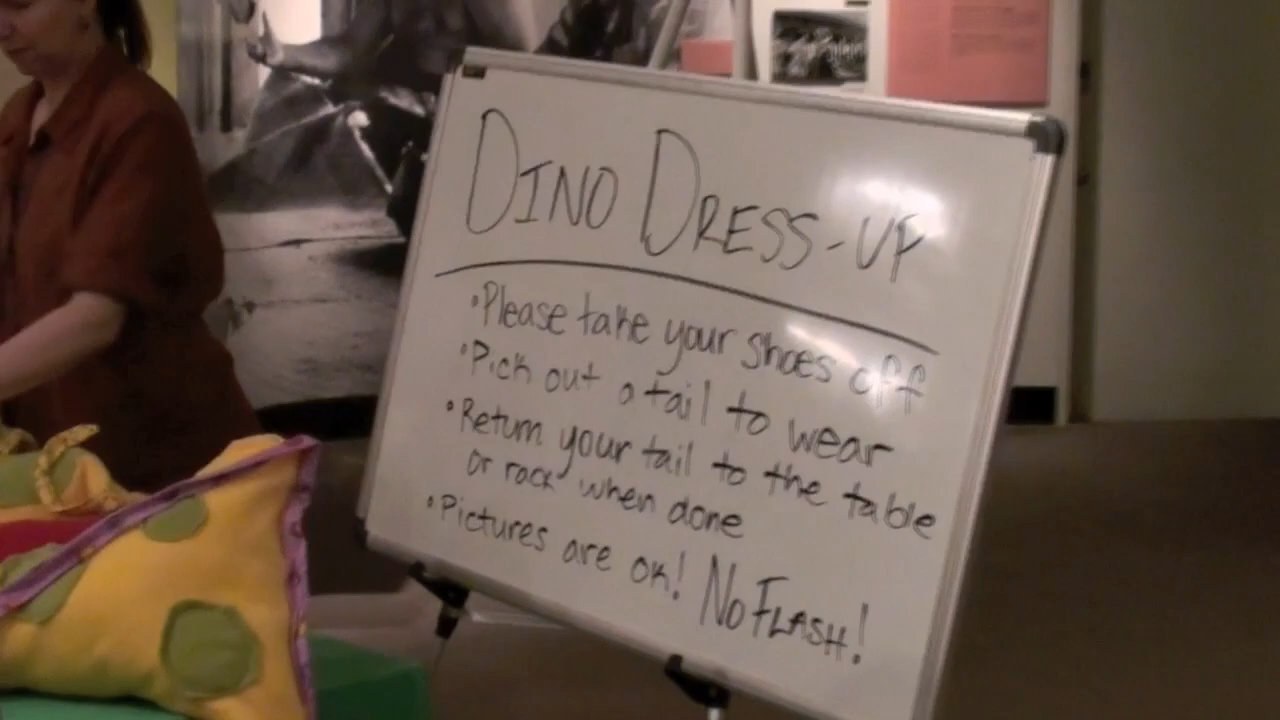 DINO DRESS-UP
•Please take your shoes off
•Pick out a tail to wear
•Return your tail to the table
or rack when done
•Pictures are ok! NO FLASH!